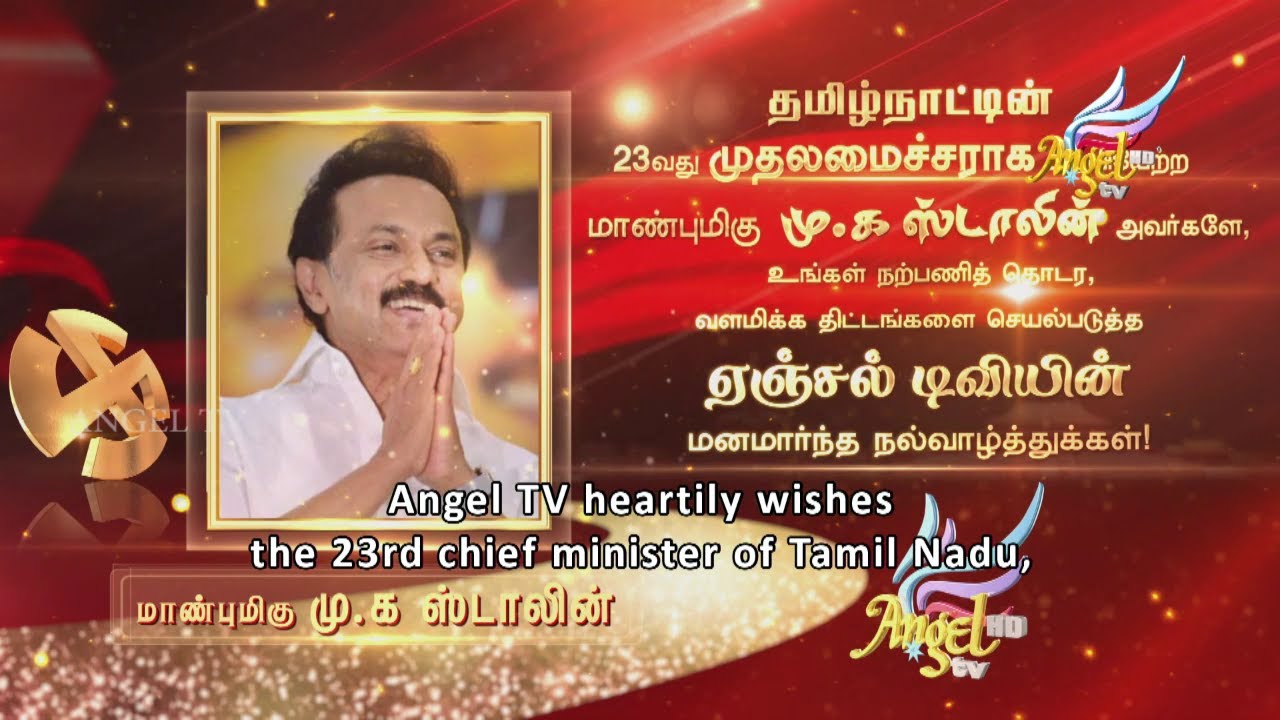 தமிழ்நாட்டின்
23வது முதலமைச்சராக
மாண்புமிகு மு.க ஸ்டாலின் அவர்களே,
உங்கள் நற்பணித் தொடர,
வளமிக்க திட்டங்களை செயல்படுத்த
ஏஞ்சல் டிவியின்
மனமார்ந்த நல்வாழ்த்துக்கள்!
Angel HD
tv
ANGEL TV
Angel TV heartily wishes
the 23rd chief minister of Tamil Nadu,
மாண்புமிகு மு.க ஸ்டாலின்
Angel HD
tv